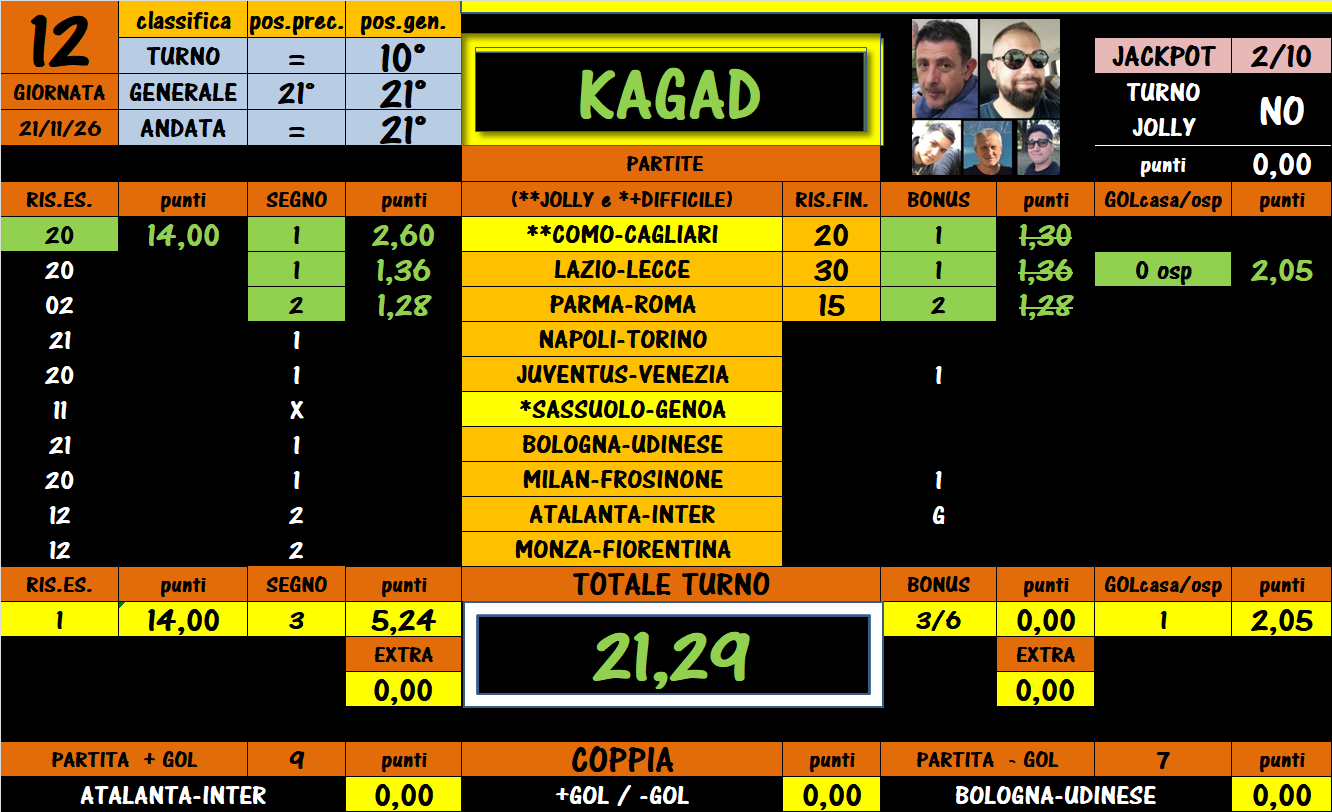 12 classifica pos.prec. pos.gen.
TURNO = 10°
GIORNATA GENERALE 21° 21°
21/11/26 ANDATA = 21°
KAGAD
JACKPOT 2/10
TURNO JOLLY NO
punti 0,00
PARTITE
RIS.ES. punti SEGNO punti (**JOLLY e *+DIFFICILE) RIS.FIN. BONUS punti GOLcasa/osp punti
20 14,00 1 2,60 **COMO-CAGLIARI 20 1 1,30
20 1 1,36 LAZIO-LECCE 30 1 1,36 0 osp 2,05
02 2 1,28 PARMA-ROMA 15 2 1,28
21 1 NAPOLI-TORINO
20 1 JUVENTUS-VENEZIA 1
11 X *SASSUOLO-GENOA
21 1 BOLOGNA-UDINESE
20 1 MILAN-FROSINONE 1
12 2 ATALANTA-INTER G
12 2 MONZA-FIORENTINA
RIS.ES. punti SEGNO punti TOTALE TURNO BONUS punti GOLcasa/osp punti
1 14,00 3 5,24 21,29 3/6 0,00 1 2,05
EXTRA EXTRA
0,00 0,00
PARTITA + GOL 9 punti COPPIA punti PARTITA - GOL 7 punti
ATALANTA-INTER 0,00 +GOL / -GOL 0,00 BOLOGNA-UDINESE 0,00